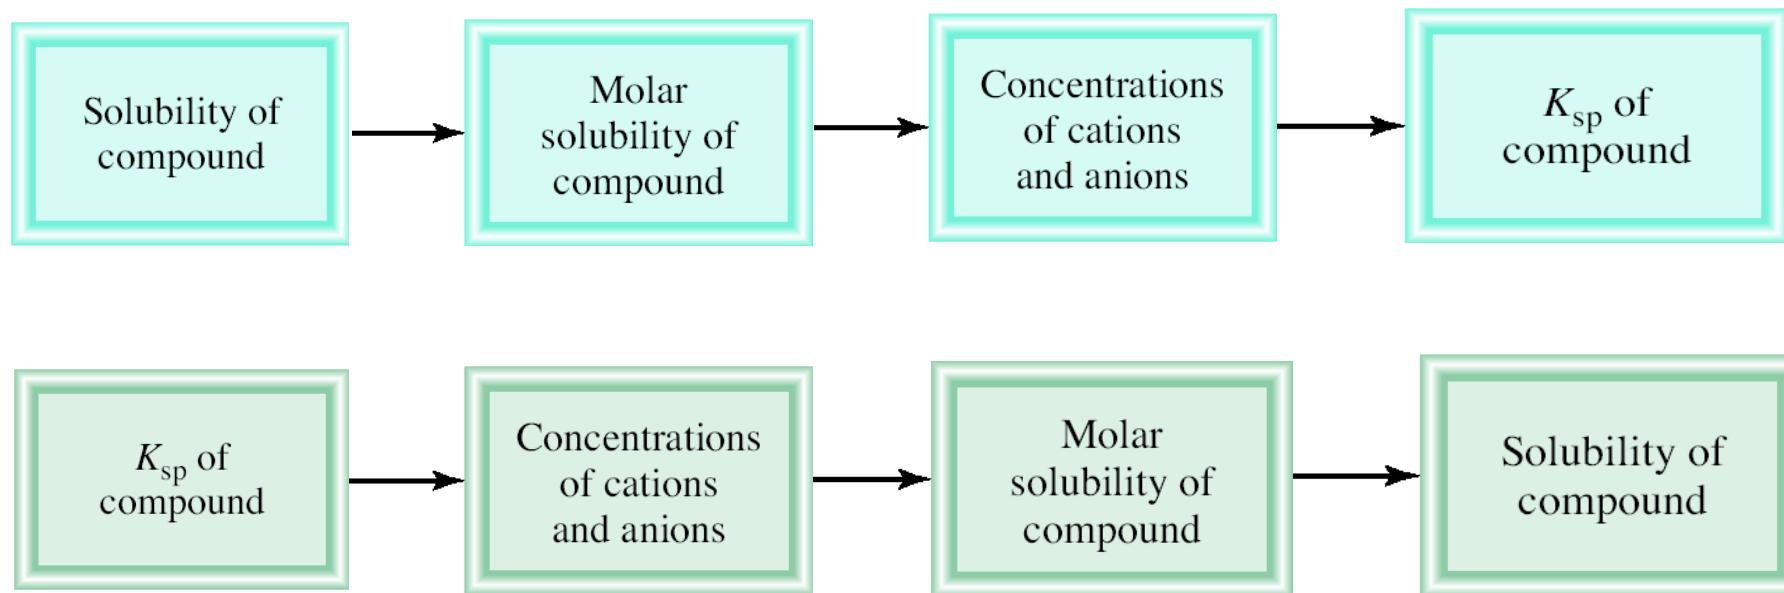 Solubility of
compound
Molar
solubility of
compound
Concentrations
of cations
and anions
Ksp of
compound
Ksp of
compound
Concentrations
of cations
and anions
Molar
solubility of
compound
Solubility of
compound